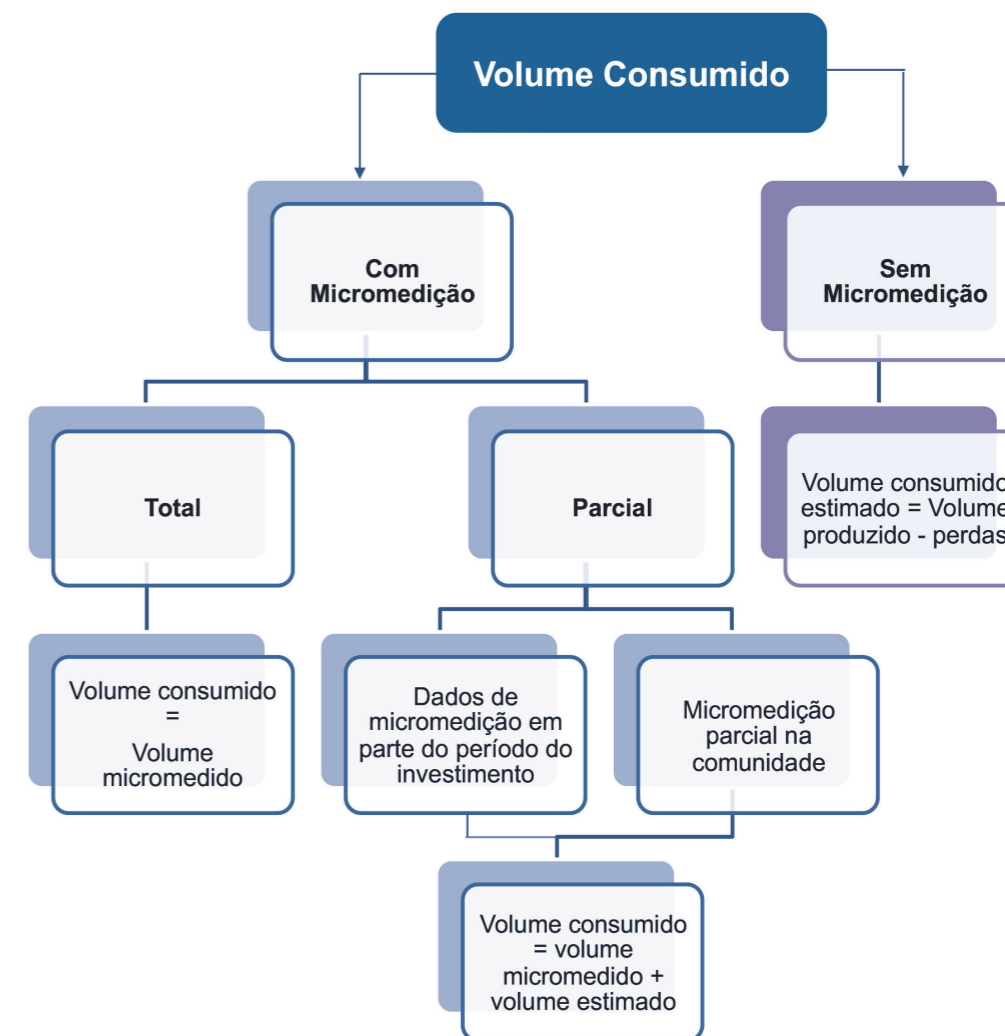 Volume Consumido
Com
Micromedição
Sem
Micromedição
Total
Parcial
Volume consumido
estimado = Volume
produzido - perdas
Volume consumido
=
Volume
micromedido
Dados de
micromedição em
parte do período do
investimento
Micromedição
parcial na
comunidade
Volume consumido
= volume
micromedido +
volume estimado